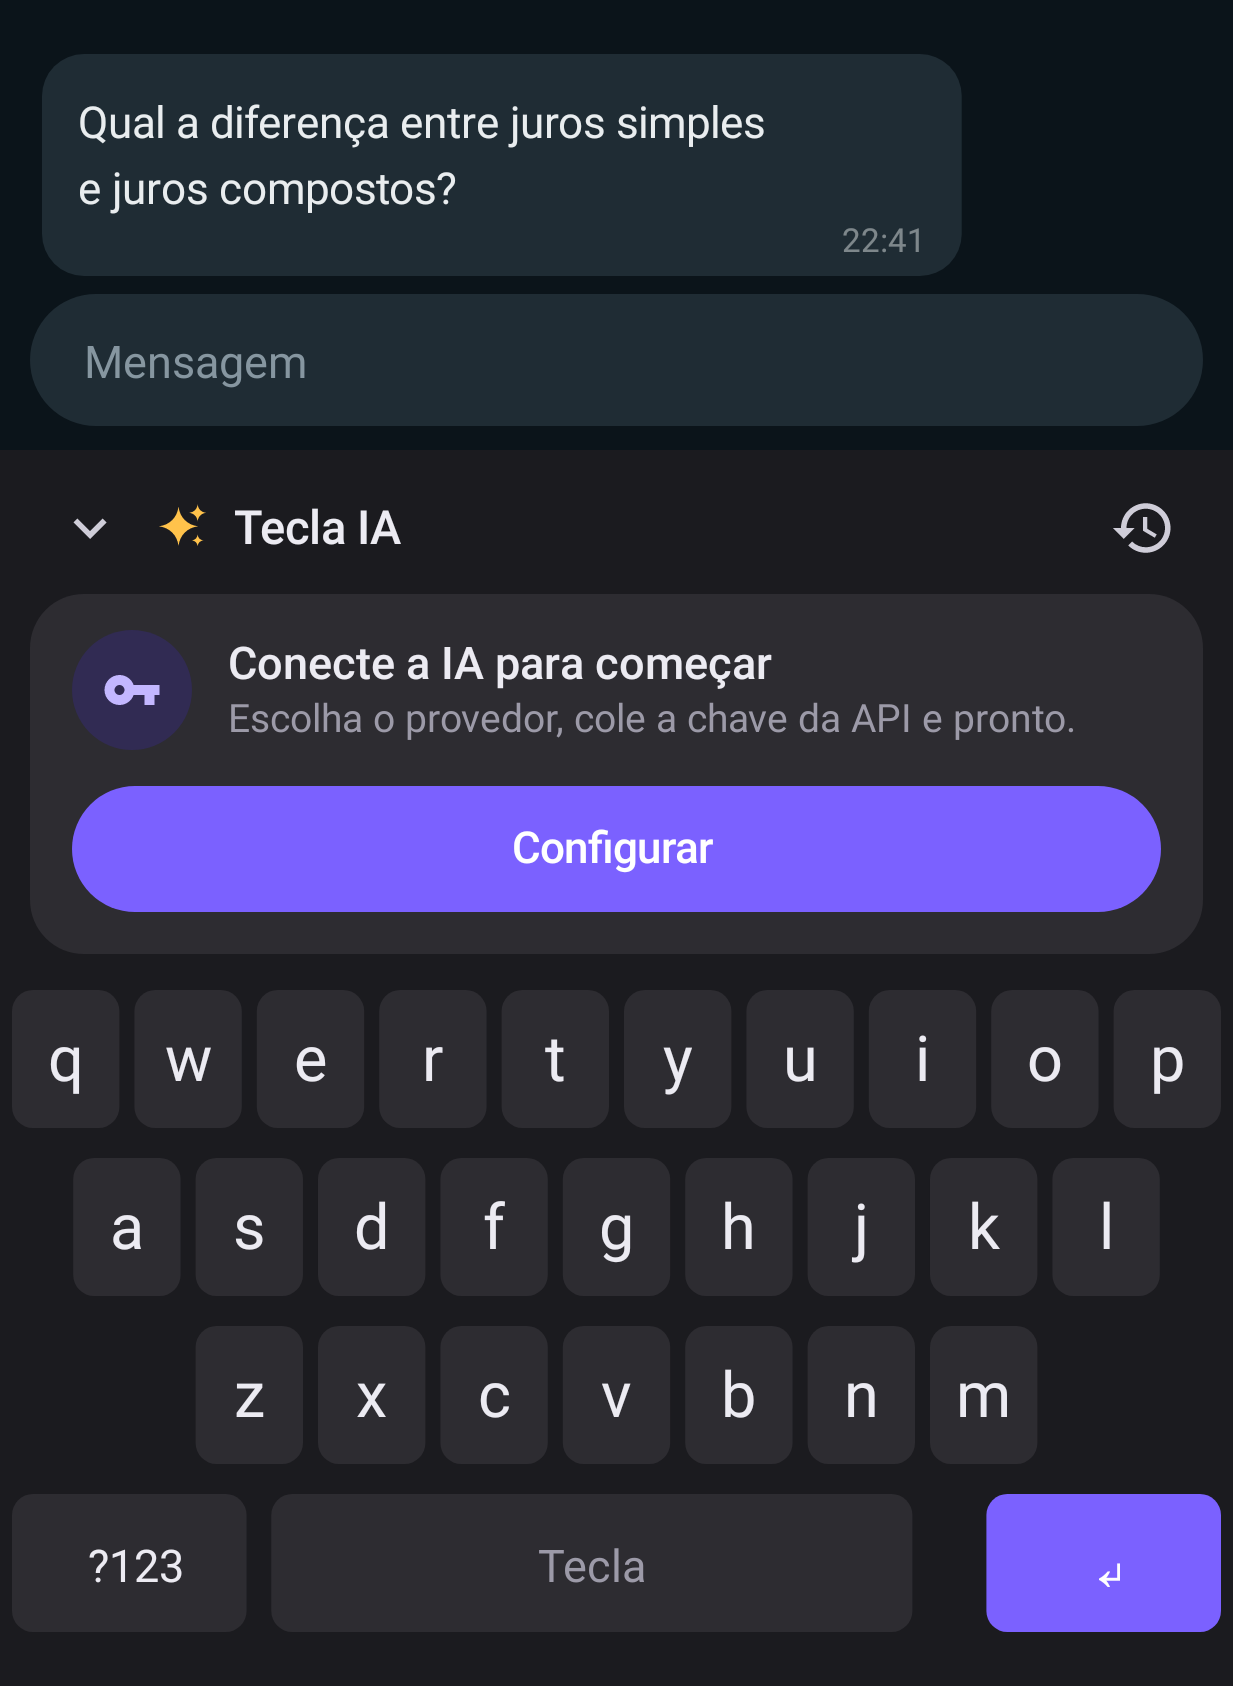 Qual a diferença entre juros simples
e juros compostos?
22:41
Mensagem
Tecla IA
Conecte a IA para começar
Escolha o provedor, cole a chave da API e pronto.
Configurar
q w e r t y u i o p
a s d f g h j k l
z x c v b n m
?123 Tecla